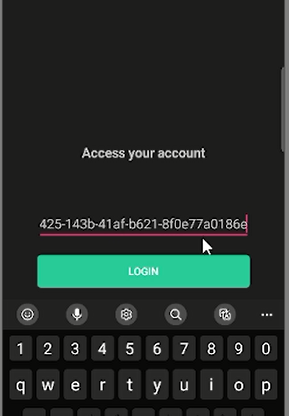 Access your account
425-143b-41af-b621-8f0e77a0186e
LOGIN
1 2 3 4 5 6 7 8 9 0
q w e r t y u i o p